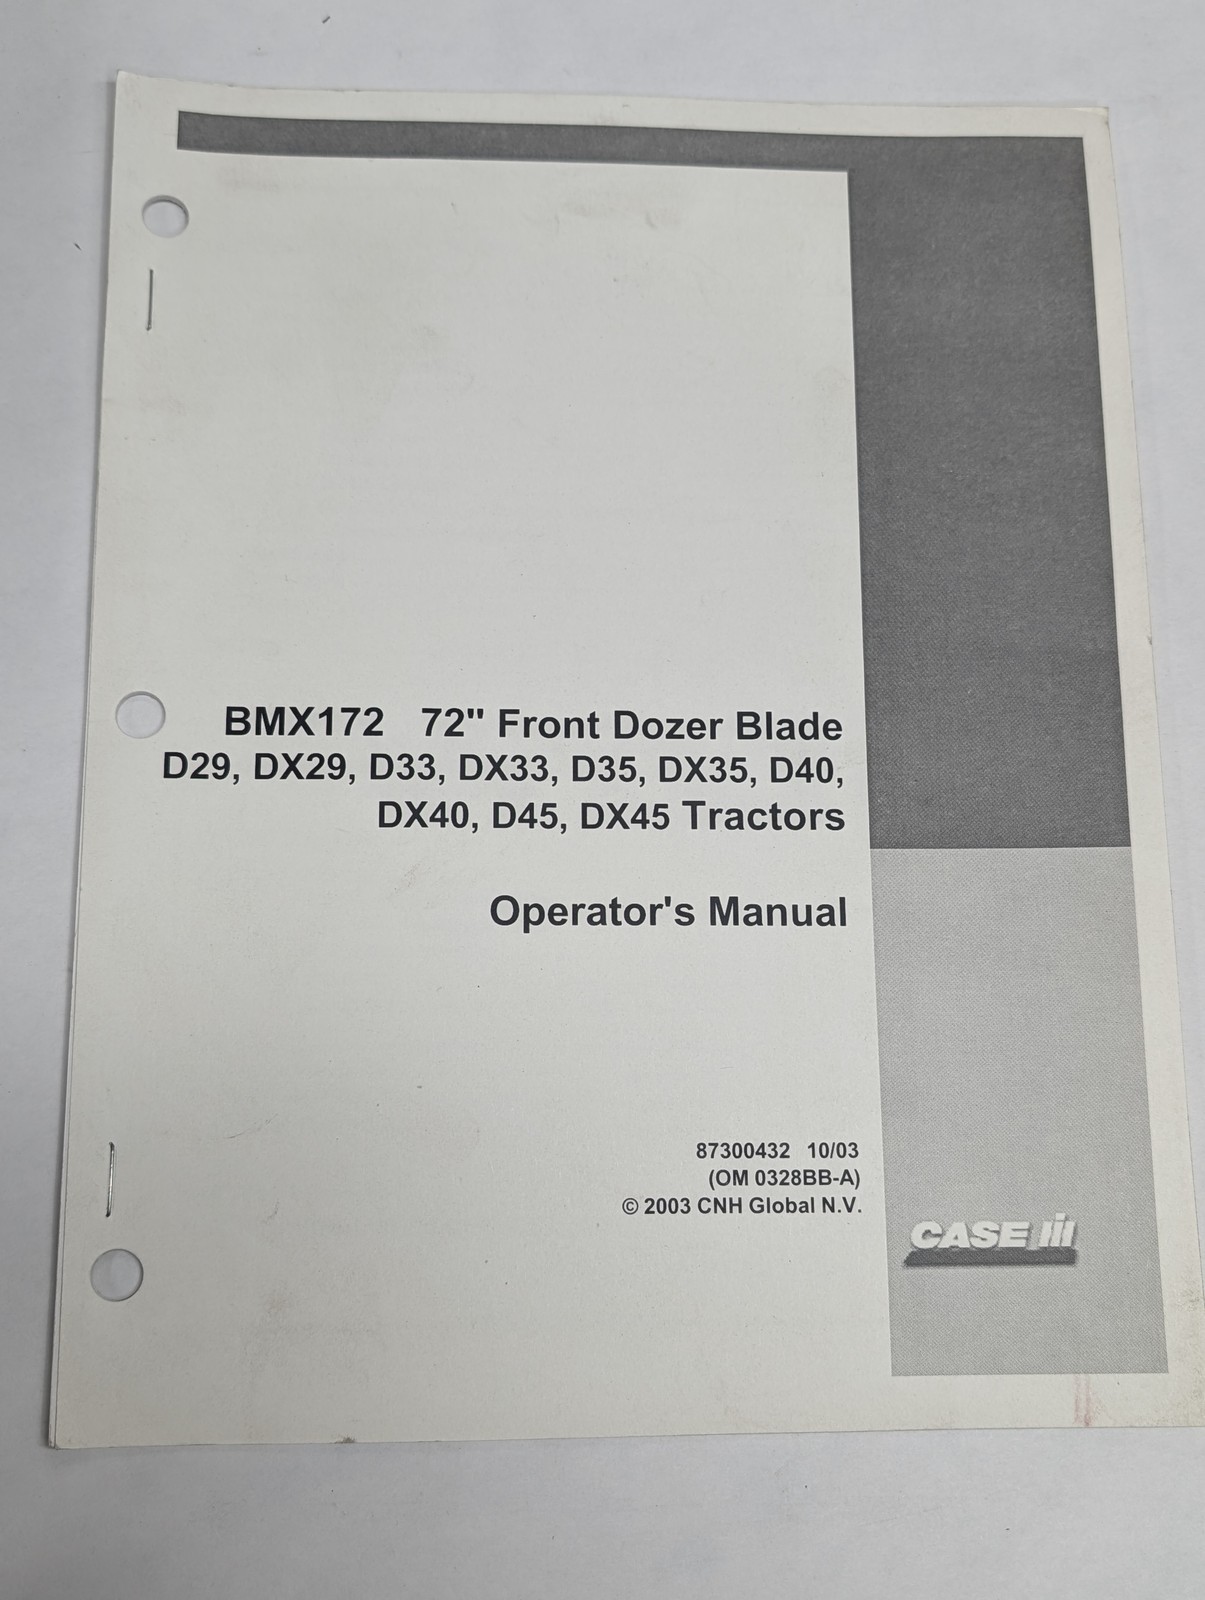 BMX172 72" Front Dozer Blade
D29, DX29, D33, DX33, D35, DX35, D40,
DX40, D45, DX45 Tractors
Operator's Manual
87300432 10/03
(OM 0328BB-A)
© 2003 CNH Global N.V.
CASE III